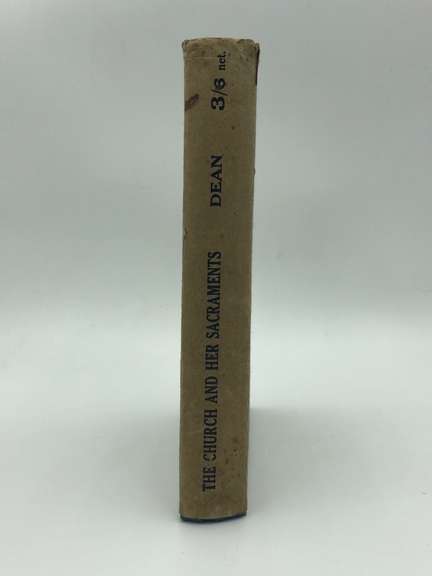 THE CHURCH AND HER SACRAMENTS DEAN 3/6 net.